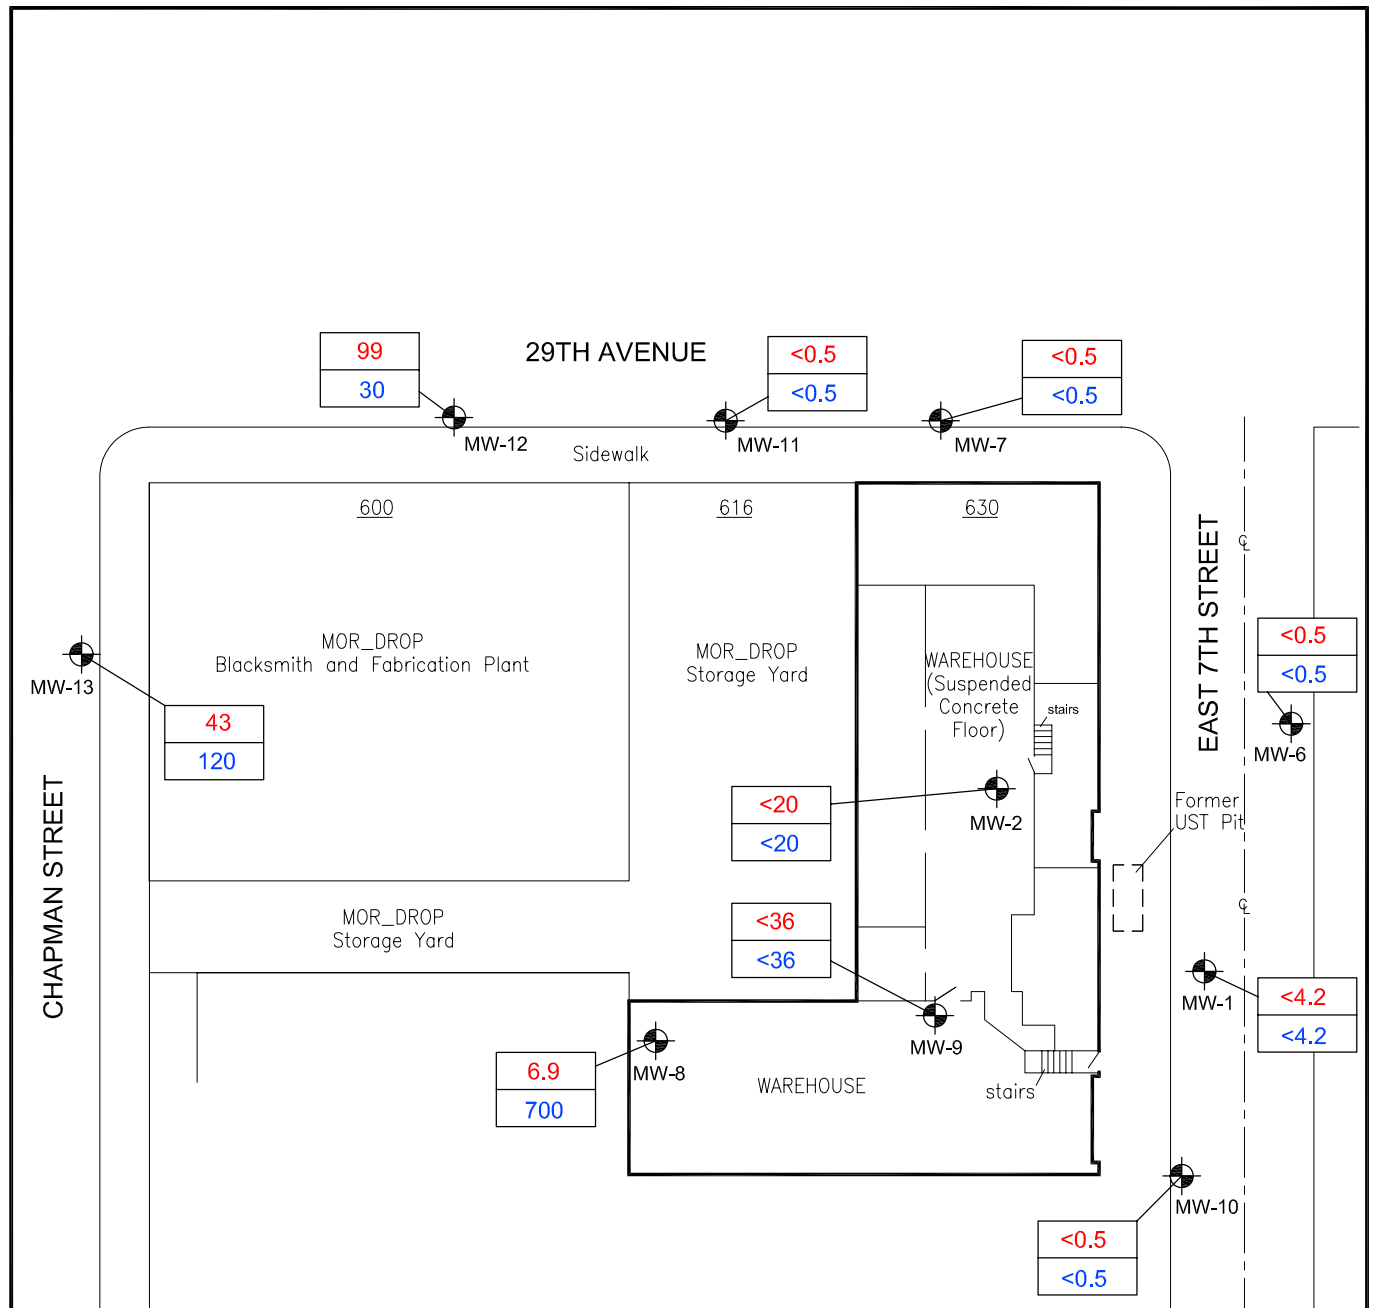 99
30
29TH AVENUE
<0.5
<0.5
<0.5
<0.5
MW-12
MW-11
MW-7
Sidewalk
600
616
630
EAST 7TH STREET
℄
MOR_DROP
Blacksmith and Fabrication Plant
MOR_DROP
Storage Yard
WAREHOUSE
(Suspended
Concrete
Floor)
stairs
<0.5
<0.5
MW-6
MW-13
43
120
CHAPMAN STREET
<20
<20
MW-2
Former
UST Pit
MOR_DROP
Storage Yard
<36
<36
℄
MW-1
<4.2
<4.2
MW-9
MW-8
6.9
700
WAREHOUSE
stairs
MW-10
<0.5
<0.5